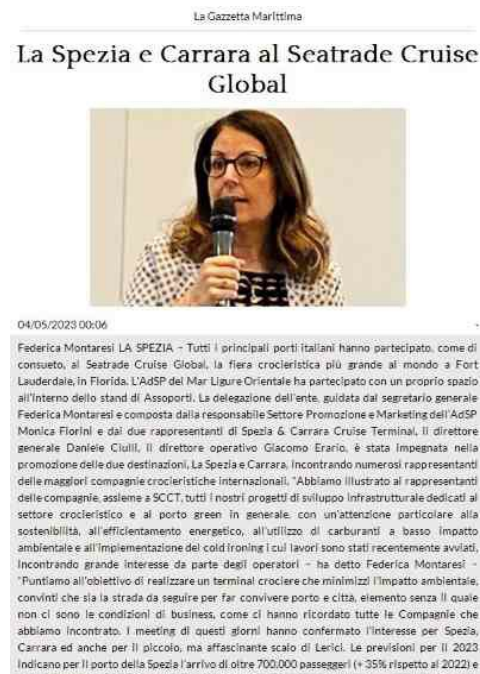 La Gazzetta Marittima
La Spezia e Carrara al Seatrade Cruise
Global
04/05/2023 00:06
-
Federica Montaresi LA SPEZIA – Tutti i principali porti italiani hanno partecipato, come di
consueto, al Seatrade Cruise Global, la fiera crocieristica più grande al mondo a Fort
Lauderdale, in Florida. L'AdSP del Mar Ligure Orientale ha partecipato con un proprio spazio
all'interno dello stand di Assoporti. La delegazione dell'ente, guidata dal segretario generale
Federica Montaresi e composta dalla responsabile Settore Promozione e Marketing dell'AdSP
Monica Fiorini e dai due rappresentanti di Spezia & Carrara Cruise Terminal, il direttore
generale Daniele Ciulli, il direttore operativo Giacomo Erario, è stata impegnata nella
promozione delle due destinazioni, La Spezia e Carrara, incontrando numerosi rappresentanti
delle maggiori compagnie crocieristiche internazionali. "Abbiamo illustrato ai rappresentanti
delle compagnie, assieme a SCCT, tutti i nostri progetti di sviluppo infrastrutturale dedicati al
settore crocieristico e al porto green in generale, con un'attenzione particolare alla
sostenibilità, all'efficientamento energetico, all'utilizzo di carburanti a basso impatto
ambientale e all'implementazione del cold ironing i cui lavori sono stati recentemente avviati,
incontrando grande interesse da parte degli operatori – ha detto Federica Montaresi –
"Puntiamo all'obiettivo di realizzare un terminal crociere che minimizzi l'impatto ambientale,
convinti che sia la strada da seguire per far convivere porto e città, elemento senza il quale
non ci sono le condizioni di business, come ci hanno ricordato tutte le Compagnie che
abbiamo incontrato. I meeting di questi giorni hanno confermato l'interesse per Spezia,
Carrara ed anche per il piccolo, ma affascinante scalo di Lerici. Le previsioni per il 2023
indicano per il porto della Spezia l'arrivo di oltre 700.000 passeggeri (+ 35% rispetto al 2022) e